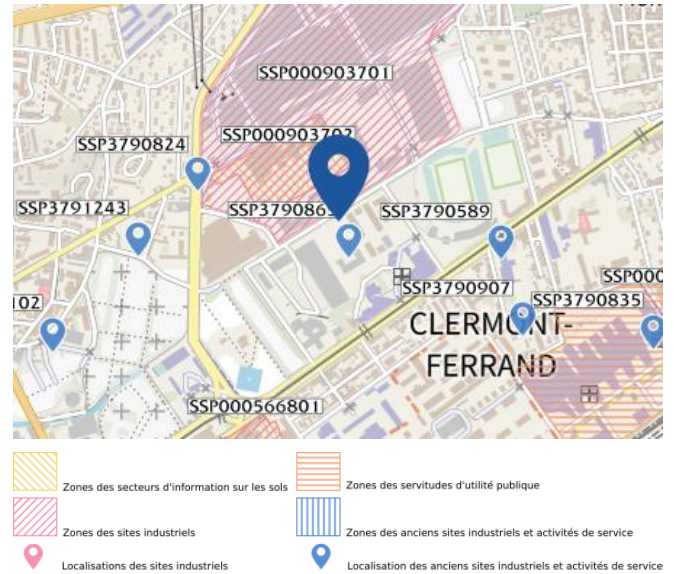 SSP000903701
SSP000903702
SSP3790824
SSP3791243
SSP379086
SSP3790589
SSP000
102
SSP3790907
SSP3790835
CLERMONT-
FERRAND
SSP000566801
Zones des secteurs d'information sur les sols
Zones des servitudes d'utilité publique
Zones des sites industriels
Zones des anciens sites industriels et activités de service
Localisations des sites industriels
Localisation des anciens sites industriels et activités de service